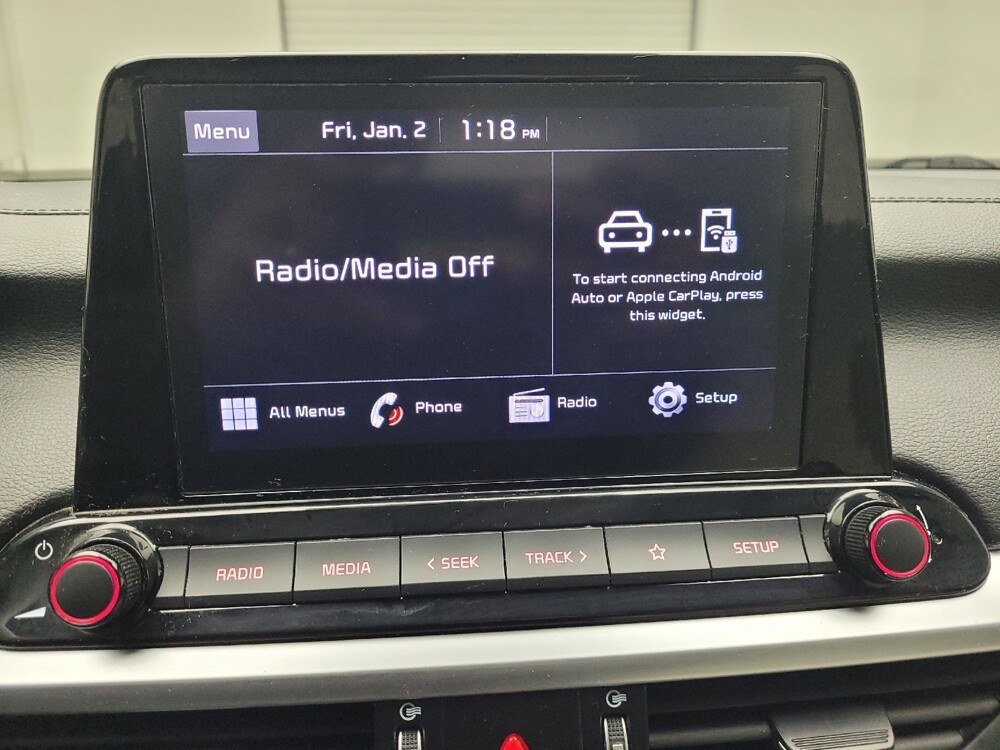 Menu
Fri, Jan. 2 1:18 PM
Radio/Media Off
To start connecting Android
Auto or Apple CarPlay, press
this widget.
All Menus
Phone
Radio
Setup
RADIO
MEDIA
< SEEK
TRACK >
SETUP